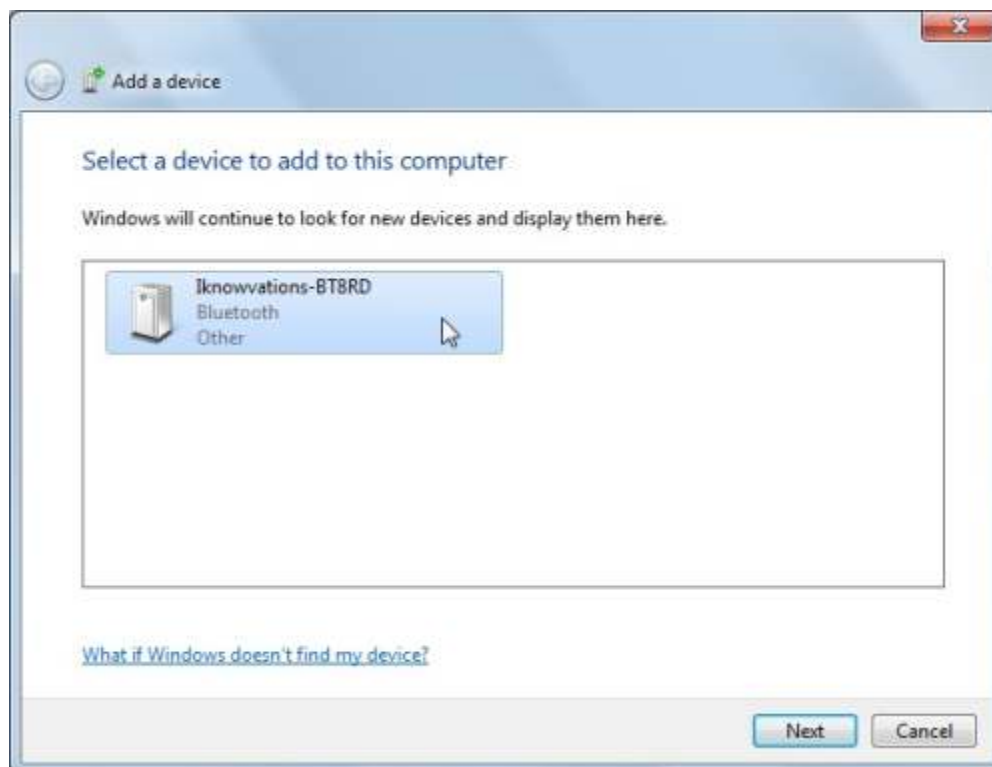 Add a device
Select a device to add to this computer
Windows will continue to look for new devices and display them here.
Iknowvations-BT8RD
Bluetooth
Other
What if Windows doesn't find my device?
Next
Cancel